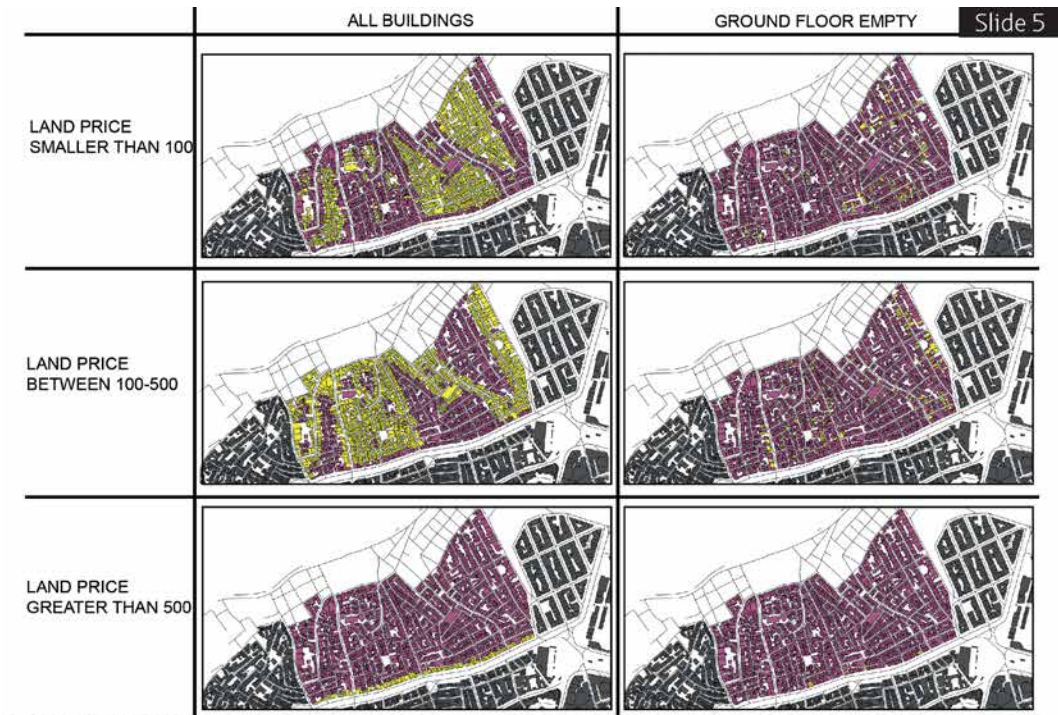 ALL BUILDINGS
GROUND FLOOR EMPTY
Slide 5
LAND PRICE
SMALLER THAN 100
LAND PRICE
BETWEEN 100-500
LAND PRICE
GREATER THAN 500